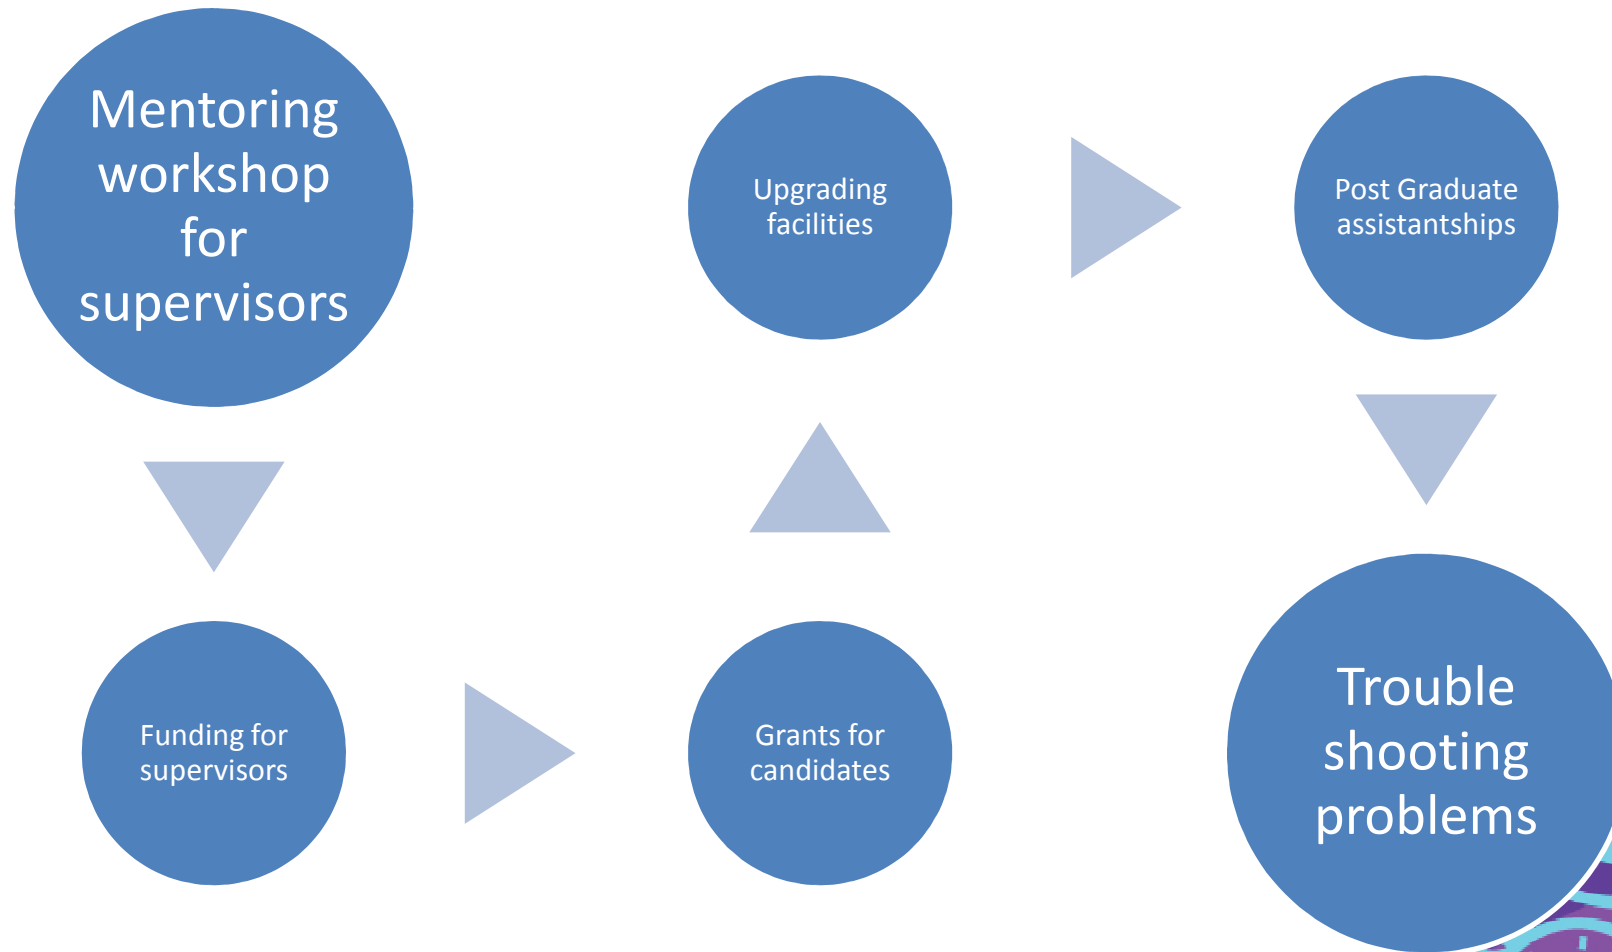 Mentoring
workshop
for
supervisors
Funding for
supervisors
Grants for
candidates
Upgrading
facilities
Post Graduate
assistantships
Trouble
shooting
problems